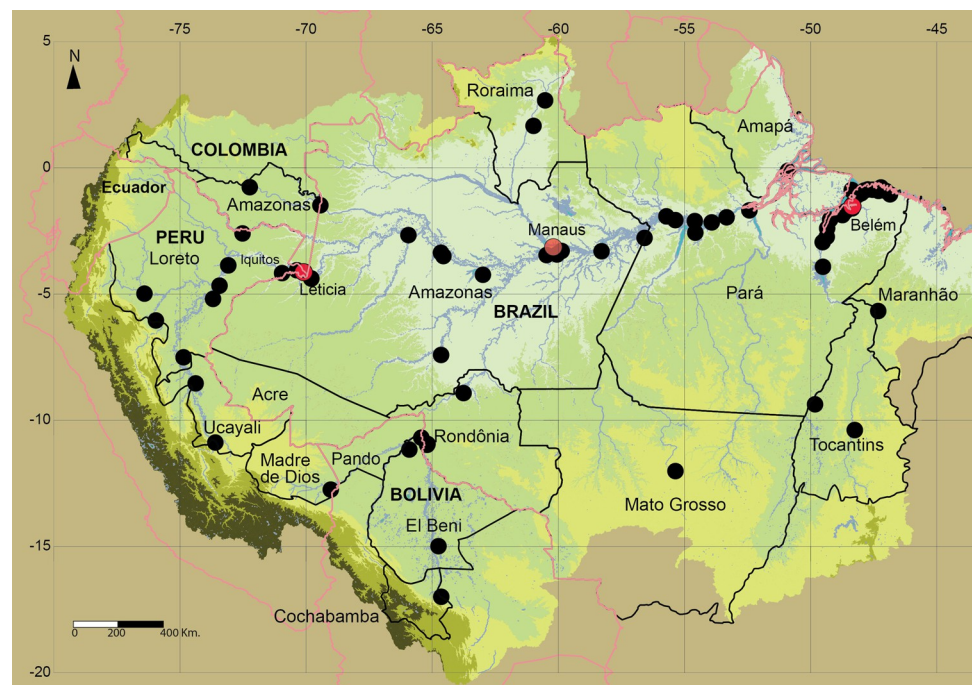 -75 -70 -65 -60 -55 -50 -45
5
N
Roraima
Amapá
COLOMBIA
0
Ecuador
Amazonas
PERU
Manaus
Belém
Loreto
Iquitos
Leticia
Amazonas
-5
Pará
Maranhão
BRAZIL
Acre
-10
Ucayali
Rondônia
Tocantins
Madre
de Dios
Pando
BOLIVIA
Mato Grosso
El Beni
-15
Cochabamba
0 200 400 Km.
-20